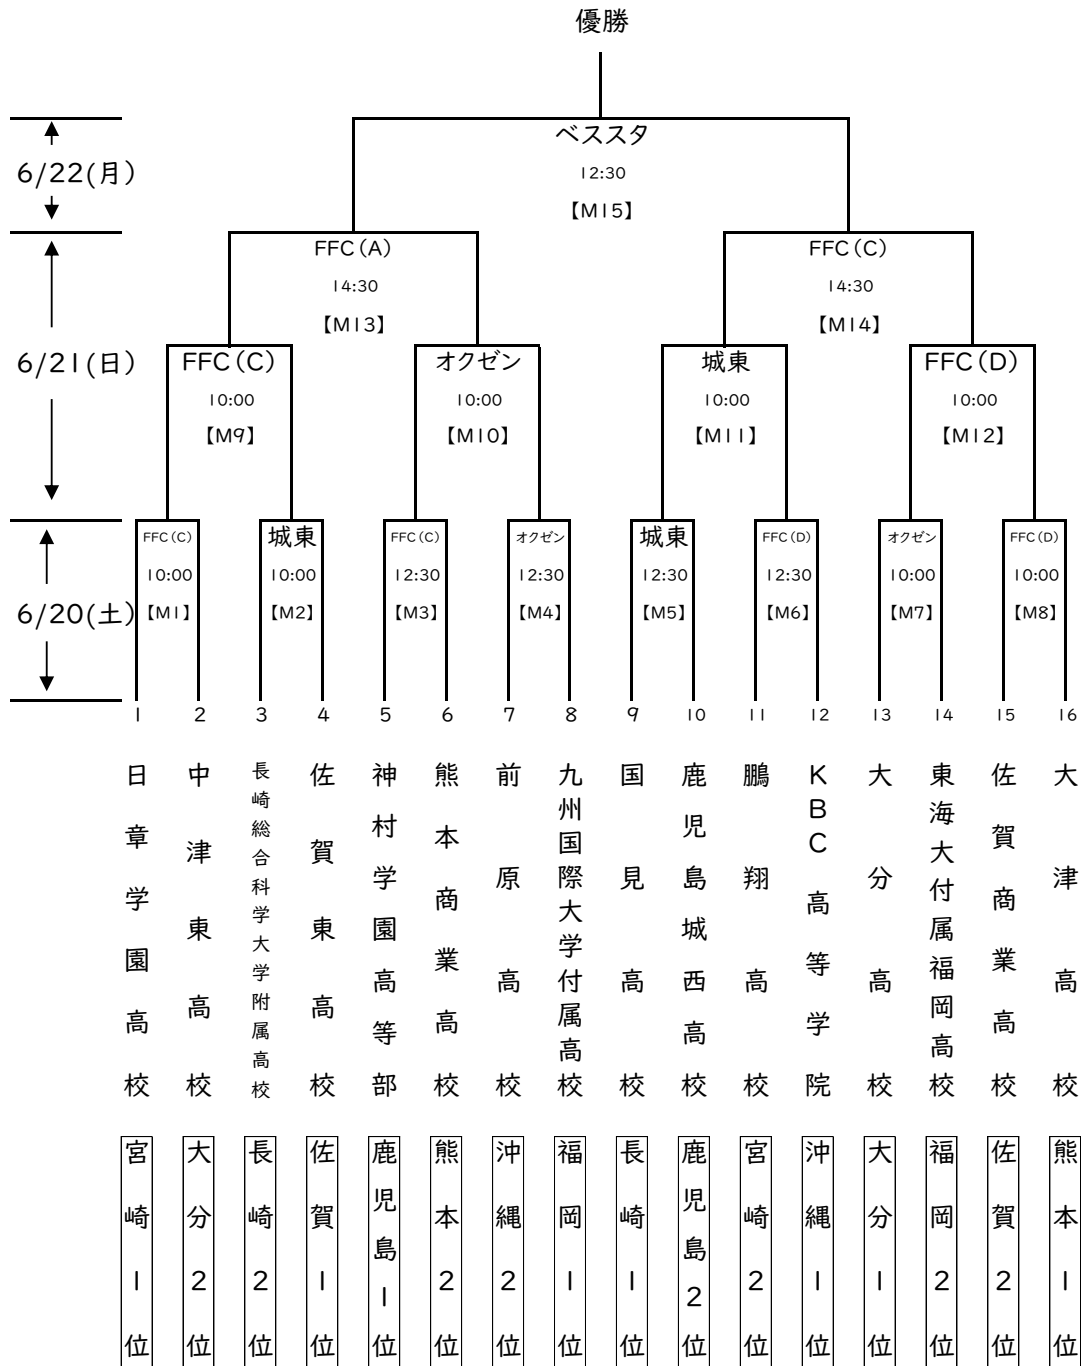 優勝
ベススタ
12:30
【M15】
6/22(月)
FFC(A)
14:30
【M13】
FFC(C)
14:30
【M14】
6/21(日)
FFC(C)
10:00
【M9】
オクゼン
10:00
【M10】
城東
10:00
【M11】
FFC(D)
10:00
【M12】
6/20(土)
FFC(C)
10:00
【M1】
城東
10:00
【M2】
FFC(C)
12:30
【M3】
オクゼン
12:30
【M4】
城東
12:30
【M5】
FFC(D)
12:30
【M6】
オクゼン
10:00
【M7】
FFC(D)
10:00
【M8】
1
2
3
4
5
6
7
8
9
10
11
12
13
14
15
16
日章学園高校
中津東高校
長崎総合科学大学附属高校
佐賀東高校
神村学園高等部
熊本商業高校
前原高校
九州国際大学付属高校
国見高校
鹿児島城西高校
鵬翔高校
KBC高等学院
大分高校
東海大付属福岡高校
佐賀商業高校
大津高校
宮崎1位
大分2位
長崎2位
佐賀1位
鹿児島1位
熊本2位
沖縄2位
福岡1位
長崎1位
鹿児島2位
宮崎2位
沖縄1位
大分1位
福岡2位
佐賀2位
熊本1位